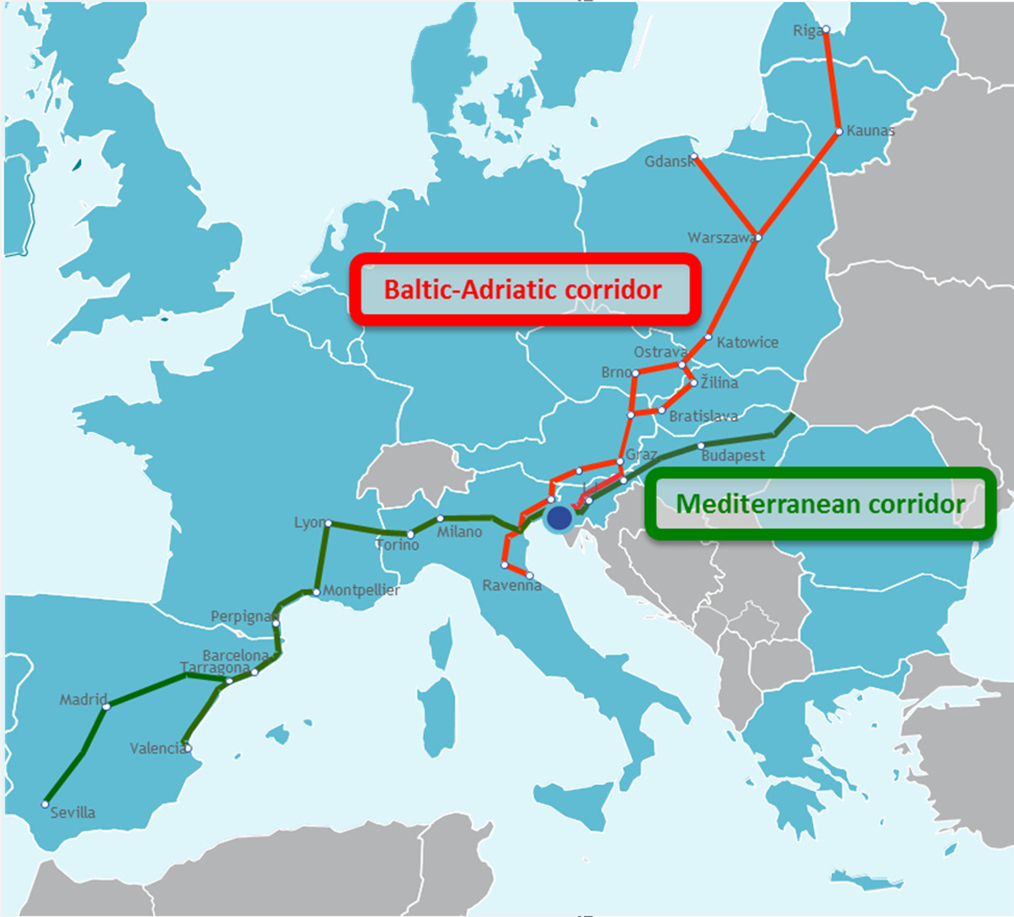 Riga
Kaunas
Gdansk
Warszawa
Baltic-Adriatic corridor
Katowice
Ostrava
Brno
Žilina
Bratislava
Graz
Budapest
Mediterranean corridor
Lyon
Milano
Torino
Ravenna
Montpellier
Perpignan
Barcelona
Tarragona
Madrid
Valencia
Sevilla